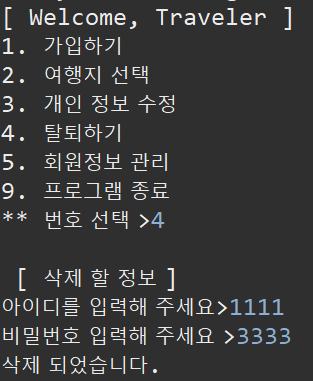 [ Welcome, Traveler ]
1. 가입하기
2. 여행지 선택
3. 개인 정보 수정
4. 탈퇴하기
5. 회원정보 관리
9. 프로그램 종료
** 번호 선택 >4
[ 삭제 할 정보 ]
아이디를 입력해 주세요>1111
비밀번호 입력해 주세요 >3333
삭제 되었습니다.